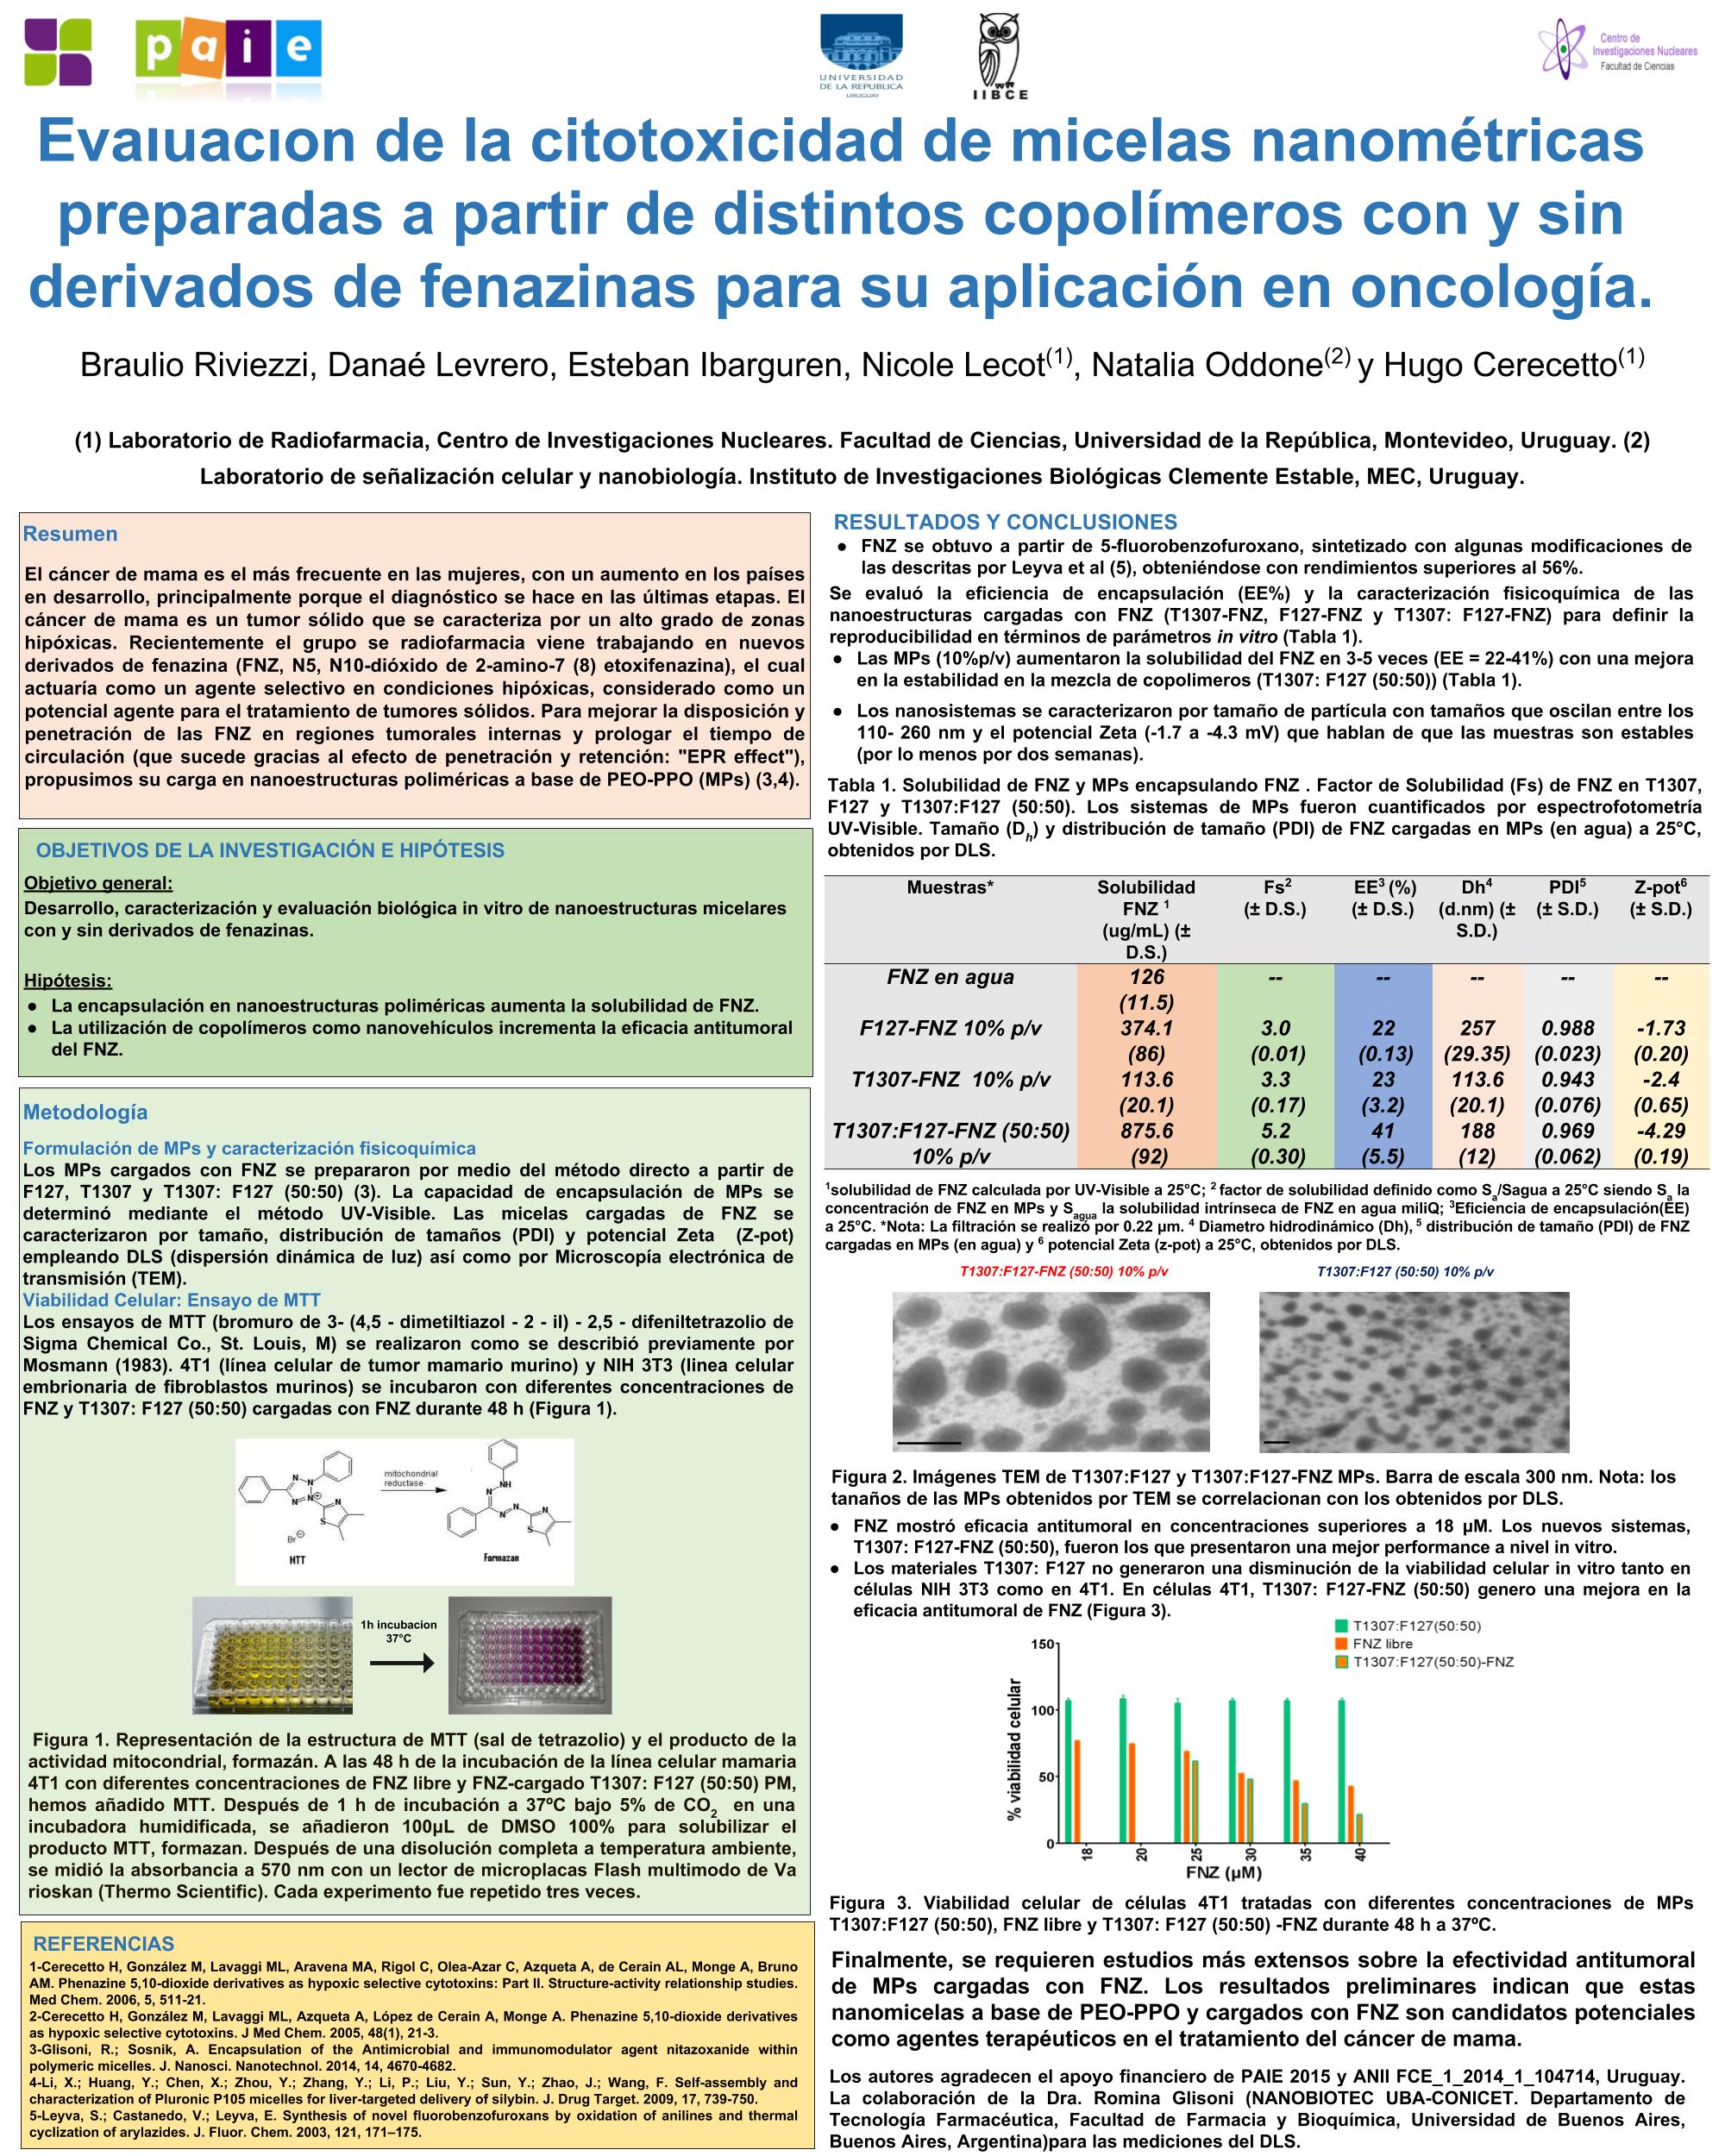 paie
UNIVERSIDAD
DE LA REPUBLICA
URUGUAY
IIBCE
Centro de
Investigaciones Nucleares
Facultad de Ciencias
Evaluación de la citotoxicidad de micelas nanométricas
preparadas a partir de distintos copolímeros con y sin
derivados de fenazinas para su aplicación en oncología.
Braulio Riviezzi, Danaé Levrero, Esteban Ibarguren, Nicole Lecot(1), Natalia Oddone(2) y Hugo Cerecetto(1)
(1) Laboratorio de Radiofarmacia, Centro de Investigaciones Nucleares. Facultad de Ciencias, Universidad de la República, Montevideo, Uruguay. (2)
Laboratorio de señalización celular y nanobiología. Instituto de Investigaciones Biológicas Clemente Estable, MEC, Uruguay.
Resumen
El cáncer de mama es el más frecuente en las mujeres, con un aumento en los países
en desarrollo, principalmente porque el diagnóstico se hace en las últimas etapas. El
cáncer de mama es un tumor sólido que se caracteriza por un alto grado de zonas
hipóxicas. Recientemente el grupo se radiofarmacia viene trabajando en nuevos
derivados de fenazina (FNZ, N5, N10-dióxido de 2-amino-7 (8) etoxifenazina), el cual
actuaría como un agente selectivo en condiciones hipóxicas, considerado como un
potencial agente para el tratamiento de tumores sólidos. Para mejorar la disposición y
penetración de las FNZ en regiones tumorales internas y prologar el tiempo de
circulación (que sucede gracias al efecto de penetración y retención: "EPR effect"),
propusimos su carga en nanoestructuras poliméricas a base de PEO-PPO (MPs) (3,4).
OBJETIVOS DE LA INVESTIGACIÓN E HIPÓTESIS
Objetivo general:
Desarrollo, caracterización y evaluación biológica in vitro de nanoestructuras micelares
con y sin derivados de fenazinas.
Hipótesis:
● La encapsulación en nanoestructuras poliméricas aumenta la solubilidad de FNZ.
● La utilización de copolímeros como nanovehículos incrementa la eficacia antitumoral
del FNZ.
Metodología
Formulación de MPs y caracterización fisicoquímica
Los MPs cargados con FNZ se prepararon por medio del método directo a partir de
F127, T1307 y T1307: F127 (50:50) (3). La capacidad de encapsulación de MPs se
determinó mediante el método UV-Visible. Las micelas cargadas de FNZ se
caracterizaron por tamaño, distribución de tamaños (PDI) y potencial Zeta (Z-pot)
empleando DLS (dispersión dinámica de luz) así como por Microscopía electrónica de
transmisión (TEM).
Viabilidad Celular: Ensayo de MTT
Los ensayos de MTT (bromuro de 3- (4,5 - dimetiltiazol - 2 - il) - 2,5 - difeniltetrazolio de
Sigma Chemical Co., St. Louis, M) se realizaron como se describió previamente por
Mosmann (1983). 4T1 (línea celular de tumor mamario murino) y NIH 3T3 (linea celular
embrionaria de fibroblastos murinos) se incubaron con diferentes concentraciones de
FNZ y T1307: F127 (50:50) cargadas con FNZ durante 48 h (Figura 1).
mitochondrial
reductase
N N N N⊕ S N
Br⊖
N NH N N S N
MTT
Formazan
1h incubacion
37°C
Figura 1. Representación de la estructura de MTT (sal de tetrazolio) y el producto de la
actividad mitocondrial, formazán. A las 48 h de la incubación de la línea celular mamaria
4T1 con diferentes concentraciones de FNZ libre y FNZ-cargado T1307: F127 (50:50) PM,
hemos añadido MTT. Después de 1 h de incubación a 37ºC bajo 5% de CO2 en una
incubadora humidificada, se añadieron 100µL de DMSO 100% para solubilizar el
producto MTT, formazan. Después de una disolución completa a temperatura ambiente,
se midió la absorbancia a 570 nm con un lector de microplacas Flash multimodo de Va
rioskan (Thermo Scientific). Cada experimento fue repetido tres veces.
REFERENCIAS
1-Cerecetto H, González M, Lavaggi ML, Aravena MA, Rigol C, Olea-Azar C, Azqueta A, de Cerain AL, Monge A, Bruno
AM. Phenazine 5,10-dioxide derivatives as hypoxic selective cytotoxins: Part II. Structure-activity relationship studies.
Med Chem. 2006, 5, 511-21.
2-Cerecetto H, González M, Lavaggi ML, Azqueta A, López de Cerain A, Monge A. Phenazine 5,10-dioxide derivatives
as hypoxic selective cytotoxins. J Med Chem. 2005, 48(1), 21-3.
3-Glisoni, R.; Sosnik, A. Encapsulation of the Antimicrobial and immunomodulator agent nitazoxanide within
polymeric micelles. J. Nanosci. Nanotechnol. 2014, 14, 4670-4682.
4-Li, X.; Huang, Y.; Chen, X.; Zhou, Y.; Zhang, Y.; Li, P.; Liu, Y.; Sun, Y.; Zhao, J.; Wang, F. Self-assembly and
characterization of Pluronic P105 micelles for liver-targeted delivery of silybin. J. Drug Target. 2009, 17, 739-750.
5-Leyva, S.; Castanedo, V.; Leyva, E. Synthesis of novel fluorobenzofuroxans by oxidation of anilines and thermal
cyclization of arylazides. J. Fluor. Chem. 2003, 121, 171–175.
RESULTADOS Y CONCLUSIONES
● FNZ se obtuvo a partir de 5-fluorobenzofuroxano, sintetizado con algunas modificaciones de
las descritas por Leyva et al (5), obteniéndose con rendimientos superiores al 56%.
Se evaluó la eficiencia de encapsulación (EE%) y la caracterización fisicoquímica de las
nanoestructuras cargadas con FNZ (T1307-FNZ, F127-FNZ y T1307: F127-FNZ) para definir la
reproducibilidad en términos de parámetros in vitro (Tabla 1).
● Las MPs (10%p/v) aumentaron la solubilidad del FNZ en 3-5 veces (EE = 22-41%) con una mejora
en la estabilidad en la mezcla de copolimeros (T1307: F127 (50:50)) (Tabla 1).
● Los nanosistemas se caracterizaron por tamaño de partícula con tamaños que oscilan entre los
110- 260 nm y el potencial Zeta (-1.7 a -4.3 mV) que hablan de que las muestras son estables
(por lo menos por dos semanas).
Tabla 1. Solubilidad de FNZ y MPs encapsulando FNZ . Factor de Solubilidad (Fs) de FNZ en T1307,
F127 y T1307:F127 (50:50). Los sistemas de MPs fueron cuantificados por espectrofotometría
UV-Visible. Tamaño (Dh) y distribución de tamaño (PDI) de FNZ cargadas en MPs (en agua) a 25°C,
obtenidos por DLS.
Muestras* Solubilidad Fs2 EE3 (%) Dh4 PDI5 Z-pot6
FNZ 1 (± D.S.) (± D.S.) (d.nm) (± (± S.D.) (± S.D.)
(ug/mL) (± S.D.)
D.S.)
FNZ en agua 126 -- -- -- -- --
(11.5)
F127-FNZ 10% p/v 374.1 3.0 22 257 0.988 -1.73
(86) (0.01) (0.13) (29.35) (0.023) (0.20)
T1307-FNZ 10% p/v 113.6 3.3 23 113.6 0.943 -2.4
(20.1) (0.17) (3.2) (20.1) (0.076) (0.65)
T1307:F127-FNZ (50:50) 875.6 5.2 41 188 0.969 -4.29
10% p/v (92) (0.30) (5.5) (12) (0.062) (0.19)
1solubilidad de FNZ calculada por UV-Visible a 25°C; 2 factor de solubilidad definido como Sa/Sagua a 25°C siendo Sa la
concentración de FNZ en MPs y Sagua la solubilidad intrínseca de FNZ en agua miliQ; 3Eficiencia de encapsulación(EE)
a 25°C. *Nota: La filtración se realizó por 0.22 µm. 4 Diametro hidrodinámico (Dh), 5 distribución de tamaño (PDI) de FNZ
cargadas en MPs (en agua) y 6 potencial Zeta (z-pot) a 25°C, obtenidos por DLS.
T1307:F127-FNZ (50:50) 10% p/v
T1307:F127 (50:50) 10% p/v
Figura 2. Imágenes TEM de T1307:F127 y T1307:F127-FNZ MPs. Barra de escala 300 nm. Nota: los
tanaños de las MPs obtenidos por TEM se correlacionan con los obtenidos por DLS.
● FNZ mostró eficacia antitumoral en concentraciones superiores a 18 µM. Los nuevos sistemas,
T1307: F127-FNZ (50:50), fueron los que presentaron una mejor performance a nivel in vitro.
● Los materiales T1307: F127 no generaron una disminución de la viabilidad celular in vitro tanto en
células NIH 3T3 como en 4T1. En células 4T1, T1307: F127-FNZ (50:50) genero una mejora en la
eficacia antitumoral de FNZ (Figura 3).
T1307:F127(50:50)
FNZ libre
T1307:F127(50:50)-FNZ
% viabilidad celular
150
100
50
0
18 20 25 30 35 40
FNZ (µM)
Figura 3. Viabilidad celular de células 4T1 tratadas con diferentes concentraciones de MPs
T1307:F127 (50:50), FNZ libre y T1307: F127 (50:50) -FNZ durante 48 h a 37ºC.
Finalmente, se requieren estudios más extensos sobre la efectividad antitumoral
de MPs cargadas con FNZ. Los resultados preliminares indican que estas
nanomicelas a base de PEO-PPO y cargados con FNZ son candidatos potenciales
como agentes terapéuticos en el tratamiento del cáncer de mama.
Los autores agradecen el apoyo financiero de PAIE 2015 y ANII FCE_1_2014_1_104714, Uruguay.
La colaboración de la Dra. Romina Glisoni (NANOBIOTEC UBA-CONICET. Departamento de
Tecnología Farmacéutica, Facultad de Farmacia y Bioquímica, Universidad de Buenos Aires,
Buenos Aires, Argentina)para las mediciones del DLS.